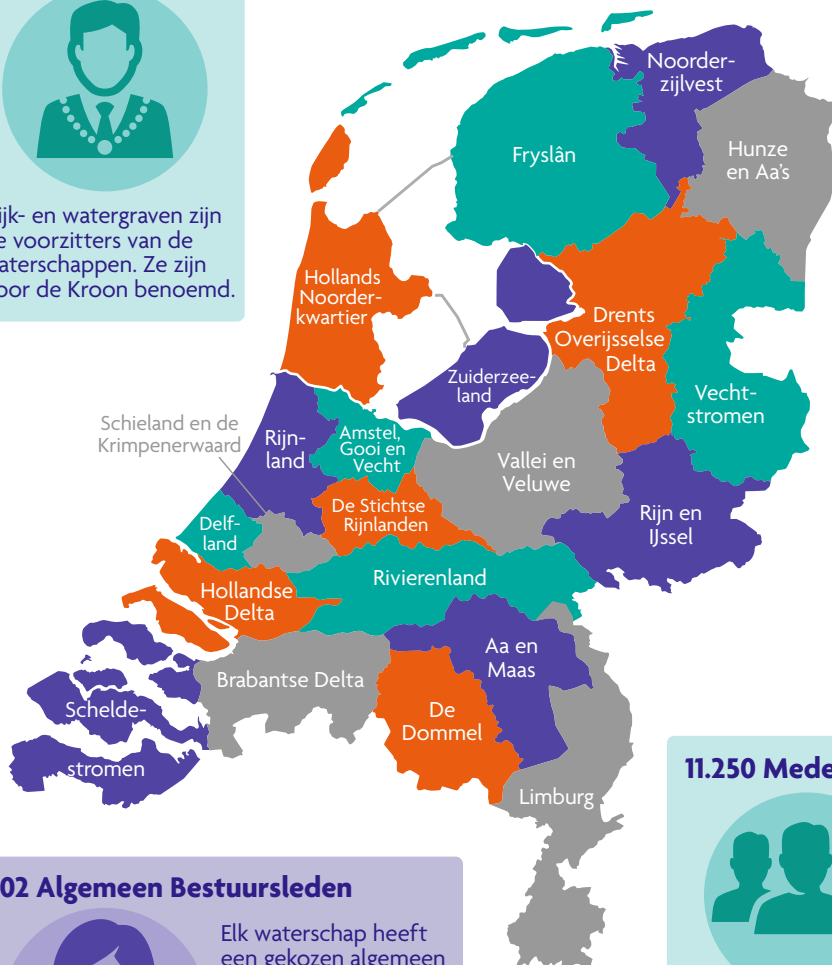 ijk- en watergraven zijn
e voorzitters van de
aterschappen. Ze zijn
oor de Kroon benoemd.
Noorder-
zijlvest
Fryslân
Hunze
en Aa's
Hollands
Noorder-
kwartier
Drents
Overijsselse
Delta
Zuiderzee-
land
Vecht-
stromen
Schieland en de
Krimpenerwaard
Rijn-
land
Amstel,
Gooi en
Vecht
Vallei en
Veluwe
De Stichtse
Rijnlanden
Delf-
land
Rijn en
IJssel
Hollandse
Delta
Rivierenland
Aa en
Maas
Brabantse Delta
De
Dommel
Schelde-
stromen
Limburg
11.250 Mede
02 Algemeen Bestuursleden
Elk waterschap heeft
een gekozen algemeen